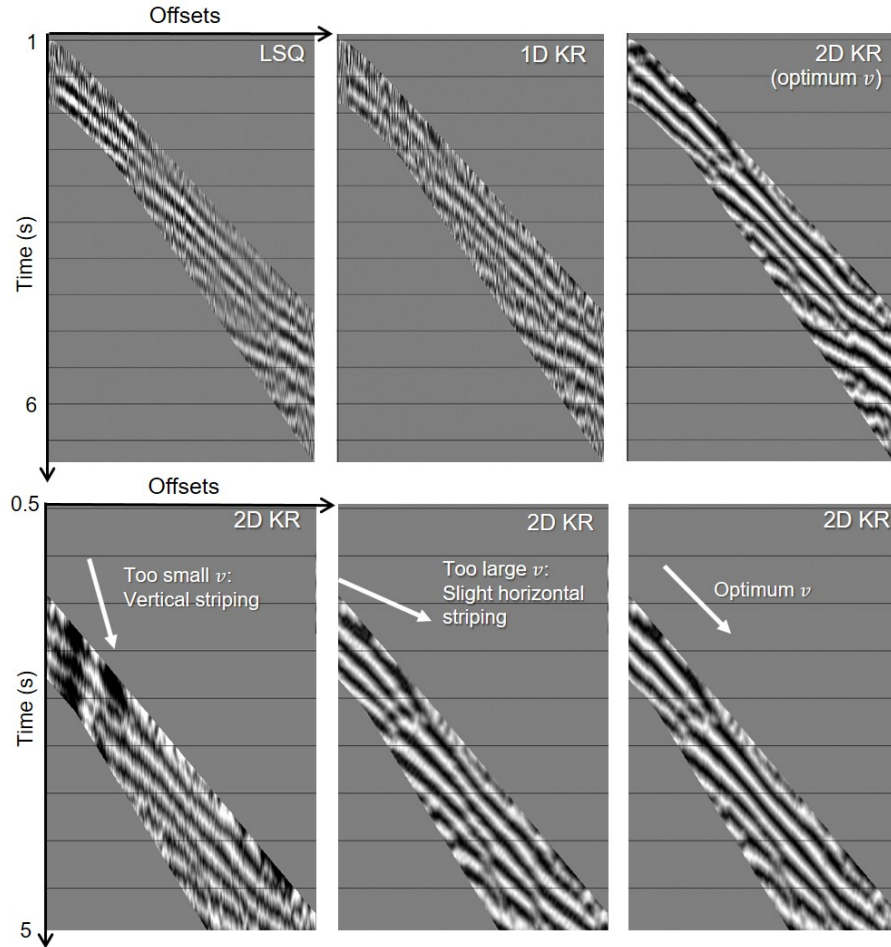 Offsets
1
LSQ
1D KR
2D KR
(optimum v)
Time (s)
6
Offsets
0.5
2D KR
2D KR
2D KR
Too small v:
Vertical striping
Too large v:
Slight horizontal
striping
Optimum v
Time (s)
5